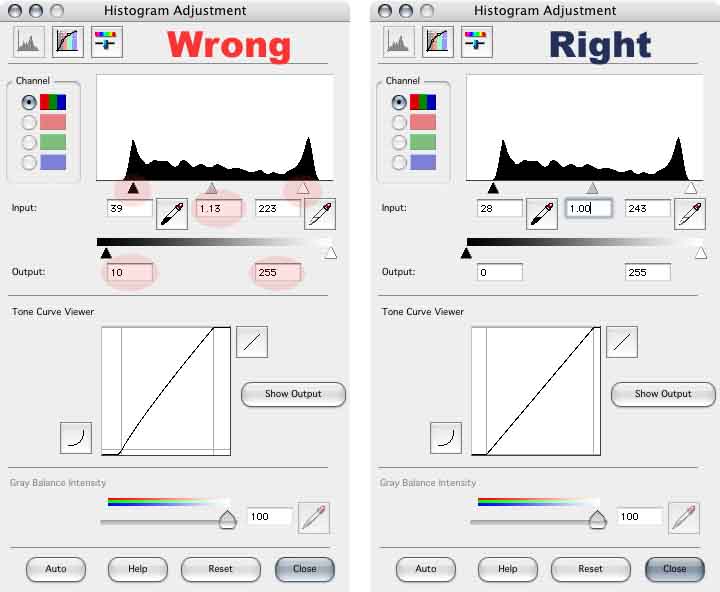 Histogram Adjustment
Wrong
Channel
Input:
39
1.13
223
Output:
10
255
Tone Curve Viewer
Show Output
Gray Balance Intensity
100
Auto
Help
Reset
Close
Histogram Adjustment
Right
Channel
Input:
28
1.00
243
Output:
0
255
Tone Curve Viewer
Show Output
Gray Balance Intensity
100
Auto
Help
Reset
Close